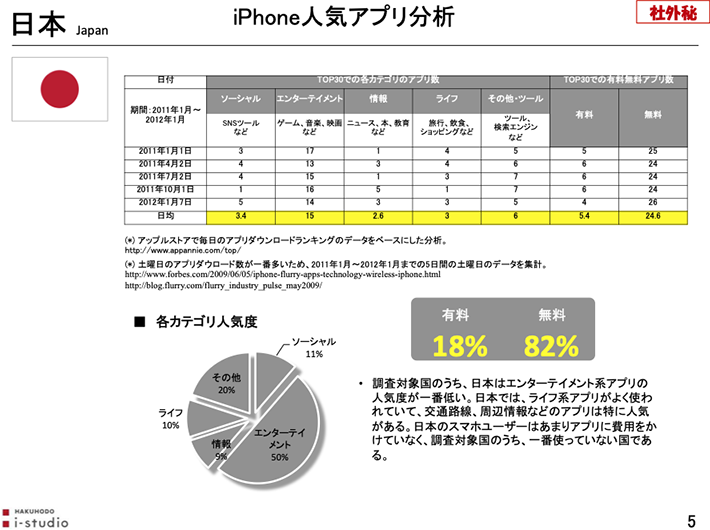 日本 Japan
iPhone人気アプリ分析
社外秘
日付 TOP30での各カテゴリのアプリ数 TOP30での有料無料アプリ数
期間：2011年1月～
2012年1月
ソーシャル エンターテイメント 情報 ライフ その他・ツール
有料 無料
SNSツール
など
ゲーム、音楽、映画
など
ニュース、本、教育
など
旅行、飲食、
ショッピングなど
ツール、
検索エンジン
など
2011年1月1日 3 17 1 4 5 5 25
2011年4月2日 4 13 3 4 6 6 24
2011年7月2日 4 15 1 3 7 6 24
2011年10月1日 1 16 5 1 7 6 24
2012年1月7日 5 14 3 3 5 4 26
日均 3.4 15 2.6 3 6 5.4 24.6
(*) アップルストアで毎日のアプリダウンロードランキングのデータをベースにした分析。
http://www.appannie.com/top/
(*) 土曜日のアプリダウロード数が一番多いため、2011年1月～2012年1月までの5日間の土曜日のデータを集計。
http://www.forbes.com/2009/06/05/iphone-flurry-apps-technology-wireless-iphone.html
http://blog.flurry.com/flurry_industry_pulse_may2009/
■ 各カテゴリ人気度
ソーシャル
11%
その他
20%
ライフ
10%
情報
9%
エンターテイ
メント
50%
有料 無料
18% 82%
• 調査対象国のうち、日本はエンターテイメント系アプリの
人気度が一番低い。日本では、ライフ系アプリがよく使わ
れていて、交通路線、周辺情報などのアプリは特に人気
がある。日本のスマホユーザーはあまりアプリに費用をか
けていなく、調査対象国のうち、一番使っていない国であ
る。
HAKUHODO
i-studio
5